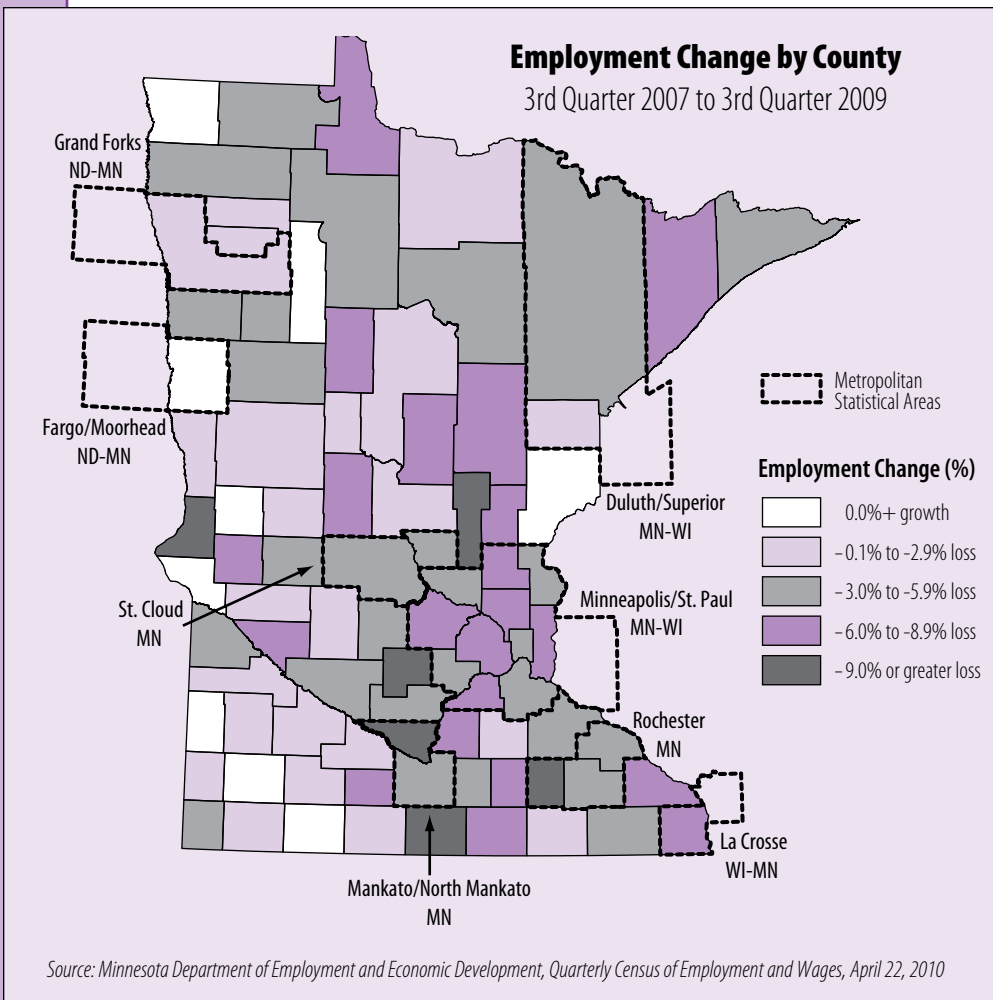 Employment Change by County
3rd Quarter 2007 to 3rd Quarter 2009
Grand Forks
ND-MN
Fargo/Moorhead
ND-MN
Metropolitan
Statistical Areas
Employment Change (%)
0.0%+ growth
–0.1% to -2.9% loss
–3.0% to -5.9% loss
–6.0% to -8.9% loss
–9.0% or greater loss
Duluth/Superior
MN-WI
St. Cloud
MN
Minneapolis/St. Paul
MN-WI
Rochester
MN
La Crosse
WI-MN
Mankato/North Mankato
MN
Source: Minnesota Department of Employment and Economic Development, Quarterly Census of Employment and Wages, April 22, 2010